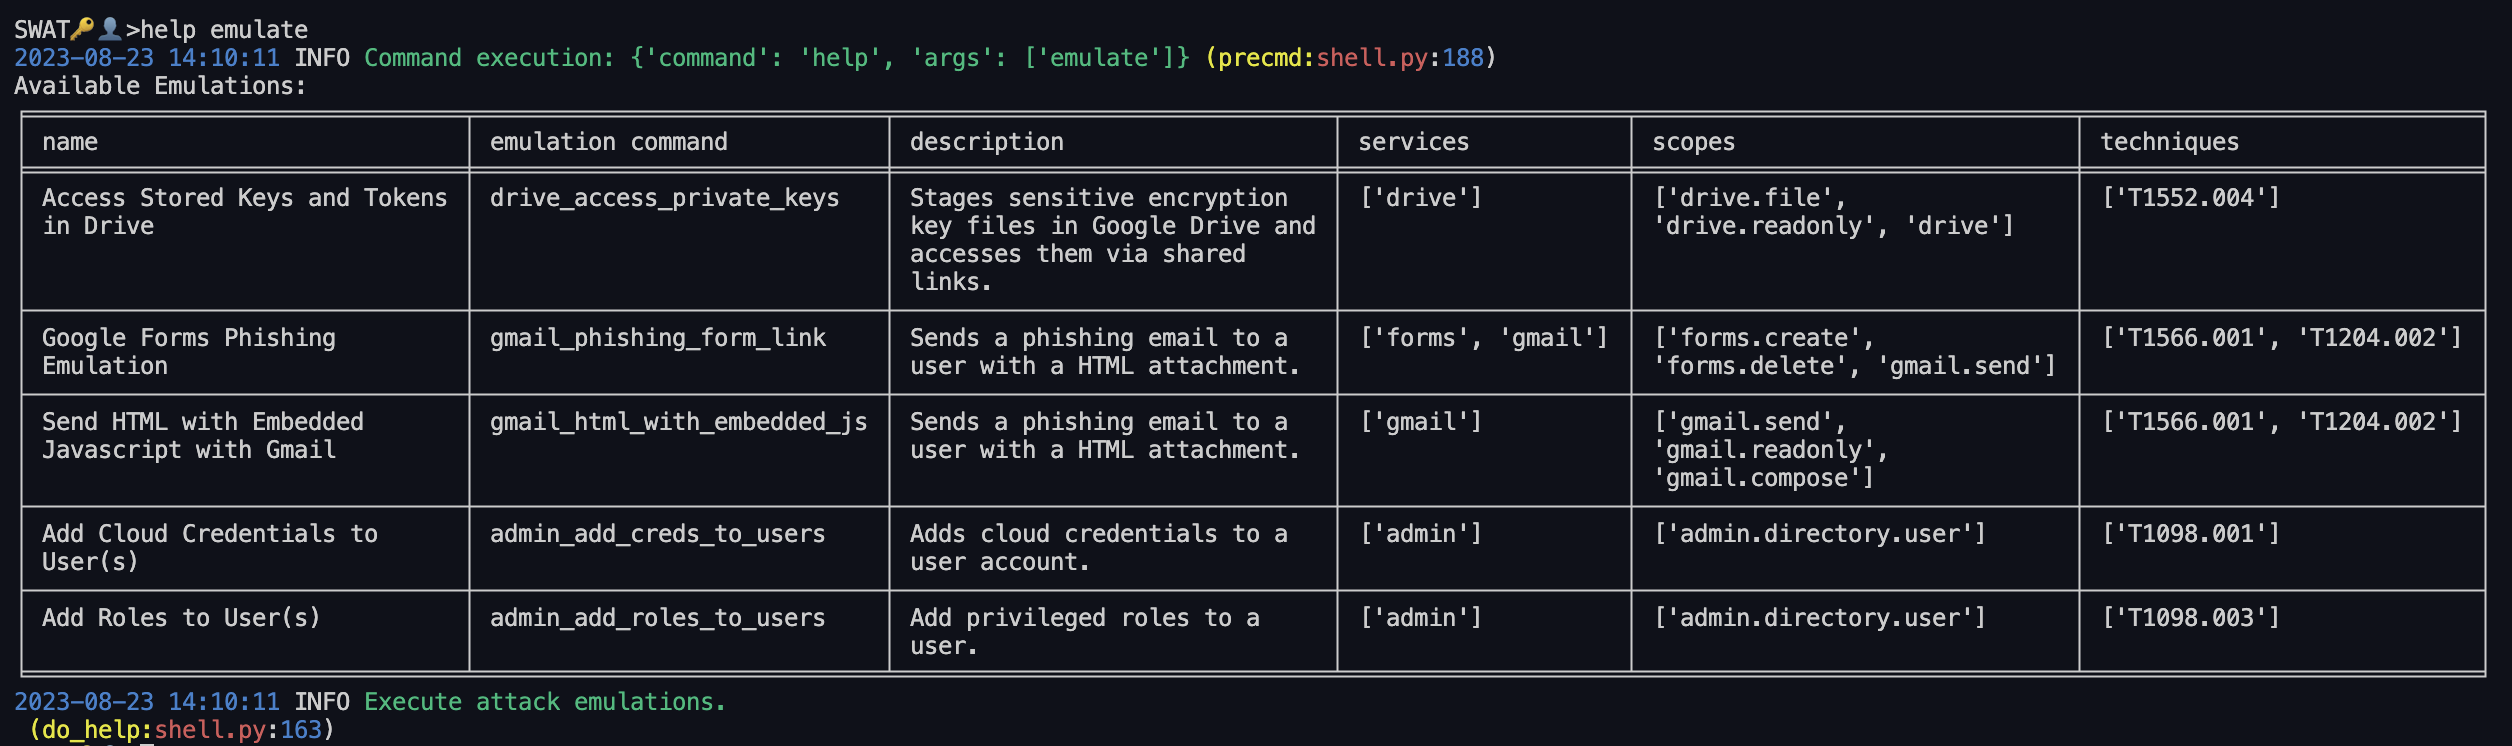 SWAT🔑👤>help emulate
2023-08-23 14:10:11 INFO Command execution: {'command': 'help', 'args': ['emulate']} (precmd:shell.py:188)
Available Emulations:
name emulation command description services scopes techniques
Access Stored Keys and Tokens drive_access_private_keys Stages sensitive encryption ['drive'] ['drive.file', ['T1552.004']
in Drive key files in Google Drive and 'drive.readonly', 'drive']
accesses them via shared
links.
Google Forms Phishing gmail_phishing_form_link Sends a phishing email to a ['forms', 'gmail'] ['forms.create', ['T1566.001', 'T1204.002']
Emulation user with a HTML attachment. 'forms.delete', 'gmail.send']
Send HTML with Embedded gmail_html_with_embedded_js Sends a phishing email to a ['gmail'] ['gmail.send', ['T1566.001', 'T1204.002']
Javascript with Gmail user with a HTML attachment. 'gmail.readonly',
'gmail.compose']
Add Cloud Credentials to admin_add_creds_to_users Adds cloud credentials to a ['admin'] ['admin.directory.user'] ['T1098.001']
User(s) user account.
Add Roles to User(s) admin_add_roles_to_users Add privileged roles to a ['admin'] ['admin.directory.user'] ['T1098.003']
user.
2023-08-23 14:10:11 INFO Execute attack emulations.
(do_help:shell.py:163)